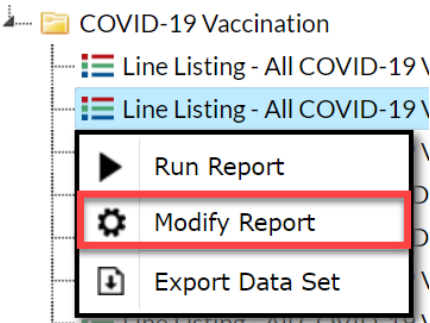 COVID-19 Vaccination
Line Listing - All COVID-19
Line Listing - All COVID-19
Run Report
Modify Report
Export Data Set